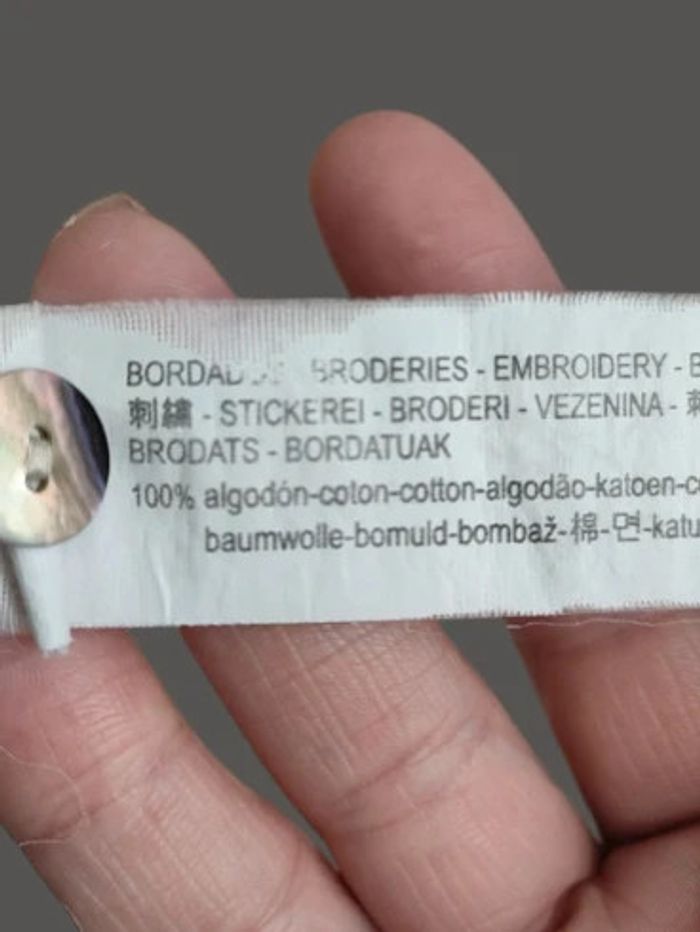 BRODERIES - EMBROIDERY -
刺繡 - STICKEREI - BRODERI - VEZENINA -
BRODATS - BORDATUAK
100% algodón-coton-cotton-algodão-katoen-
baumwolle-bomuld-bombaž-棉-면-